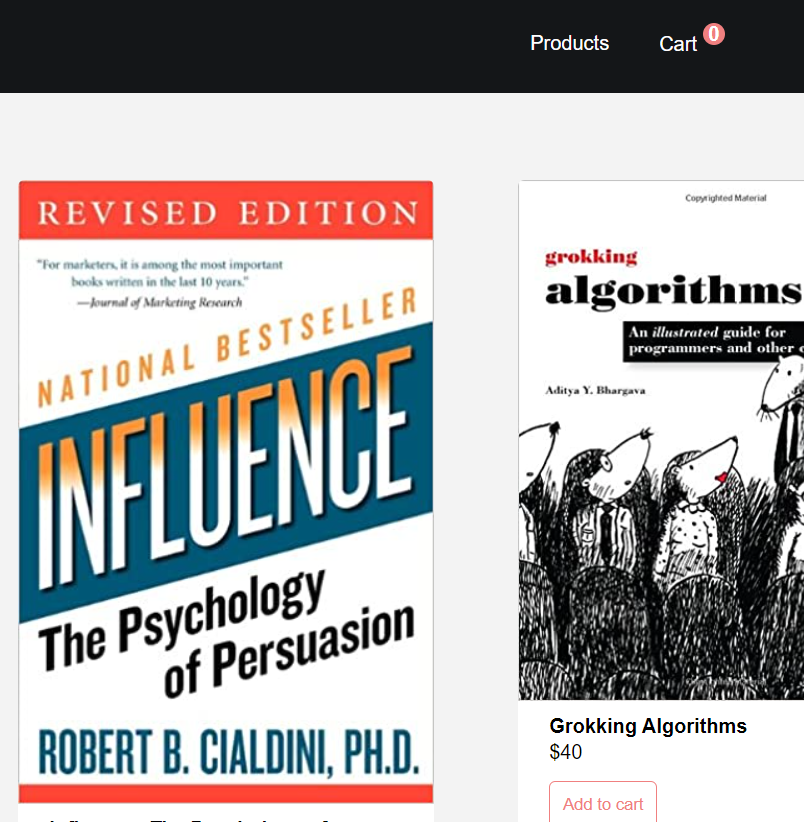 Products
Cart 0
REVISED EDITION
"For marketers, it is among the most important
books written in the last 10 years."
—Journal of Marketing Research
NATIONAL BESTSELLER
INFLUENCE
The Psychology
of Persuasion
ROBERT B. CIALDINI, PH.D.
Copyrighted Material
grokking
algorithms
An illustrated guide for
programmers and other
Aditya Y. Bhargava
Grokking Algorithms
$40
Add to cart